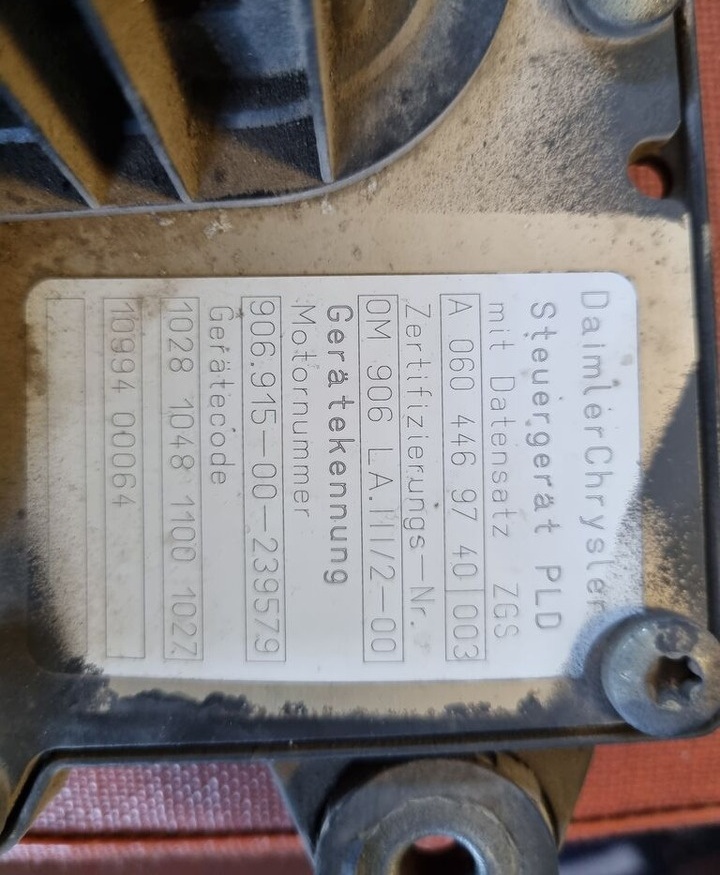 DaimlerChrysler
Steuergerät PLD
mit Datensatz ZGS
A 060 446 97 40 003
Zertifizierungs-Nr.
OM 906 LA.III/2-00
Gerätekennung
Motornummer
906.915-00-239579
Gerätecode
1028 1048 1100 1027
10994 00064